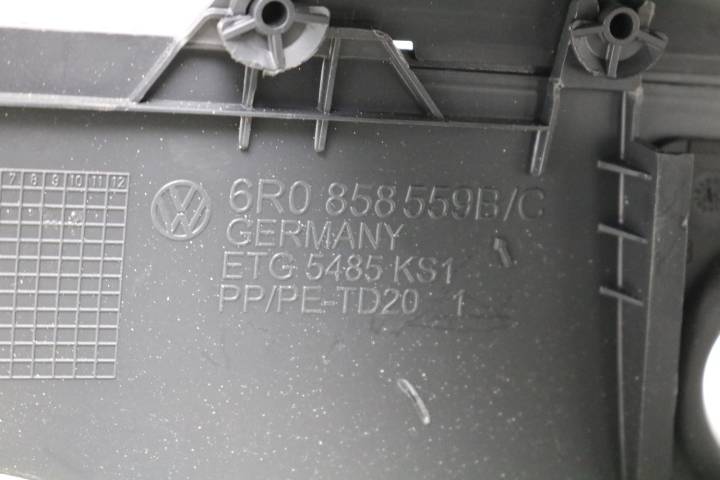 7 8 9 10 11 12
6R0 858 559B/C
GERMANY
ETG 5485 KS1
PP/PE-TD20 1